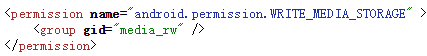 <permission name="android.permission.WRITE_MEDIA_STORAGE" >
    <group gid="media_rw" />
</permission>